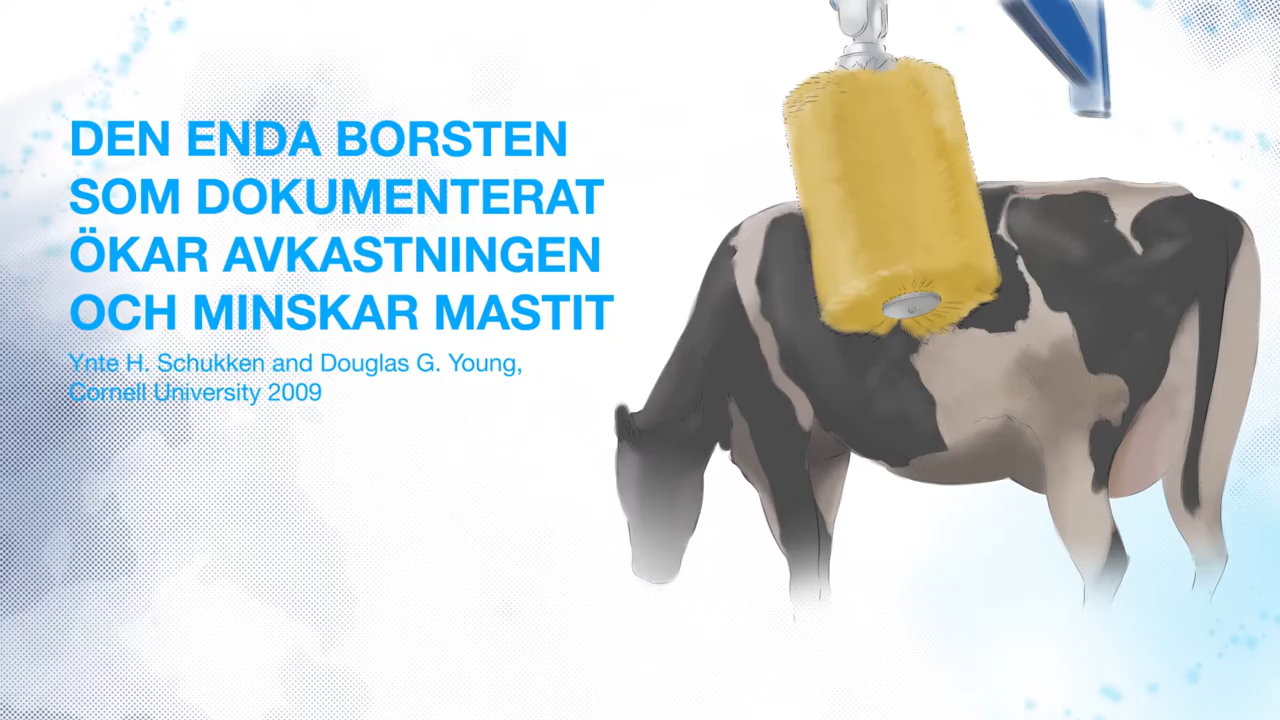 DEN ENDA BORSTEN
SOM DOKUMENTERAT
ÖKAR AVKASTNINGEN
OCH MINSKAR MASTIT
Ynte H. Schukken and Douglas G. Young,
Cornell University 2009